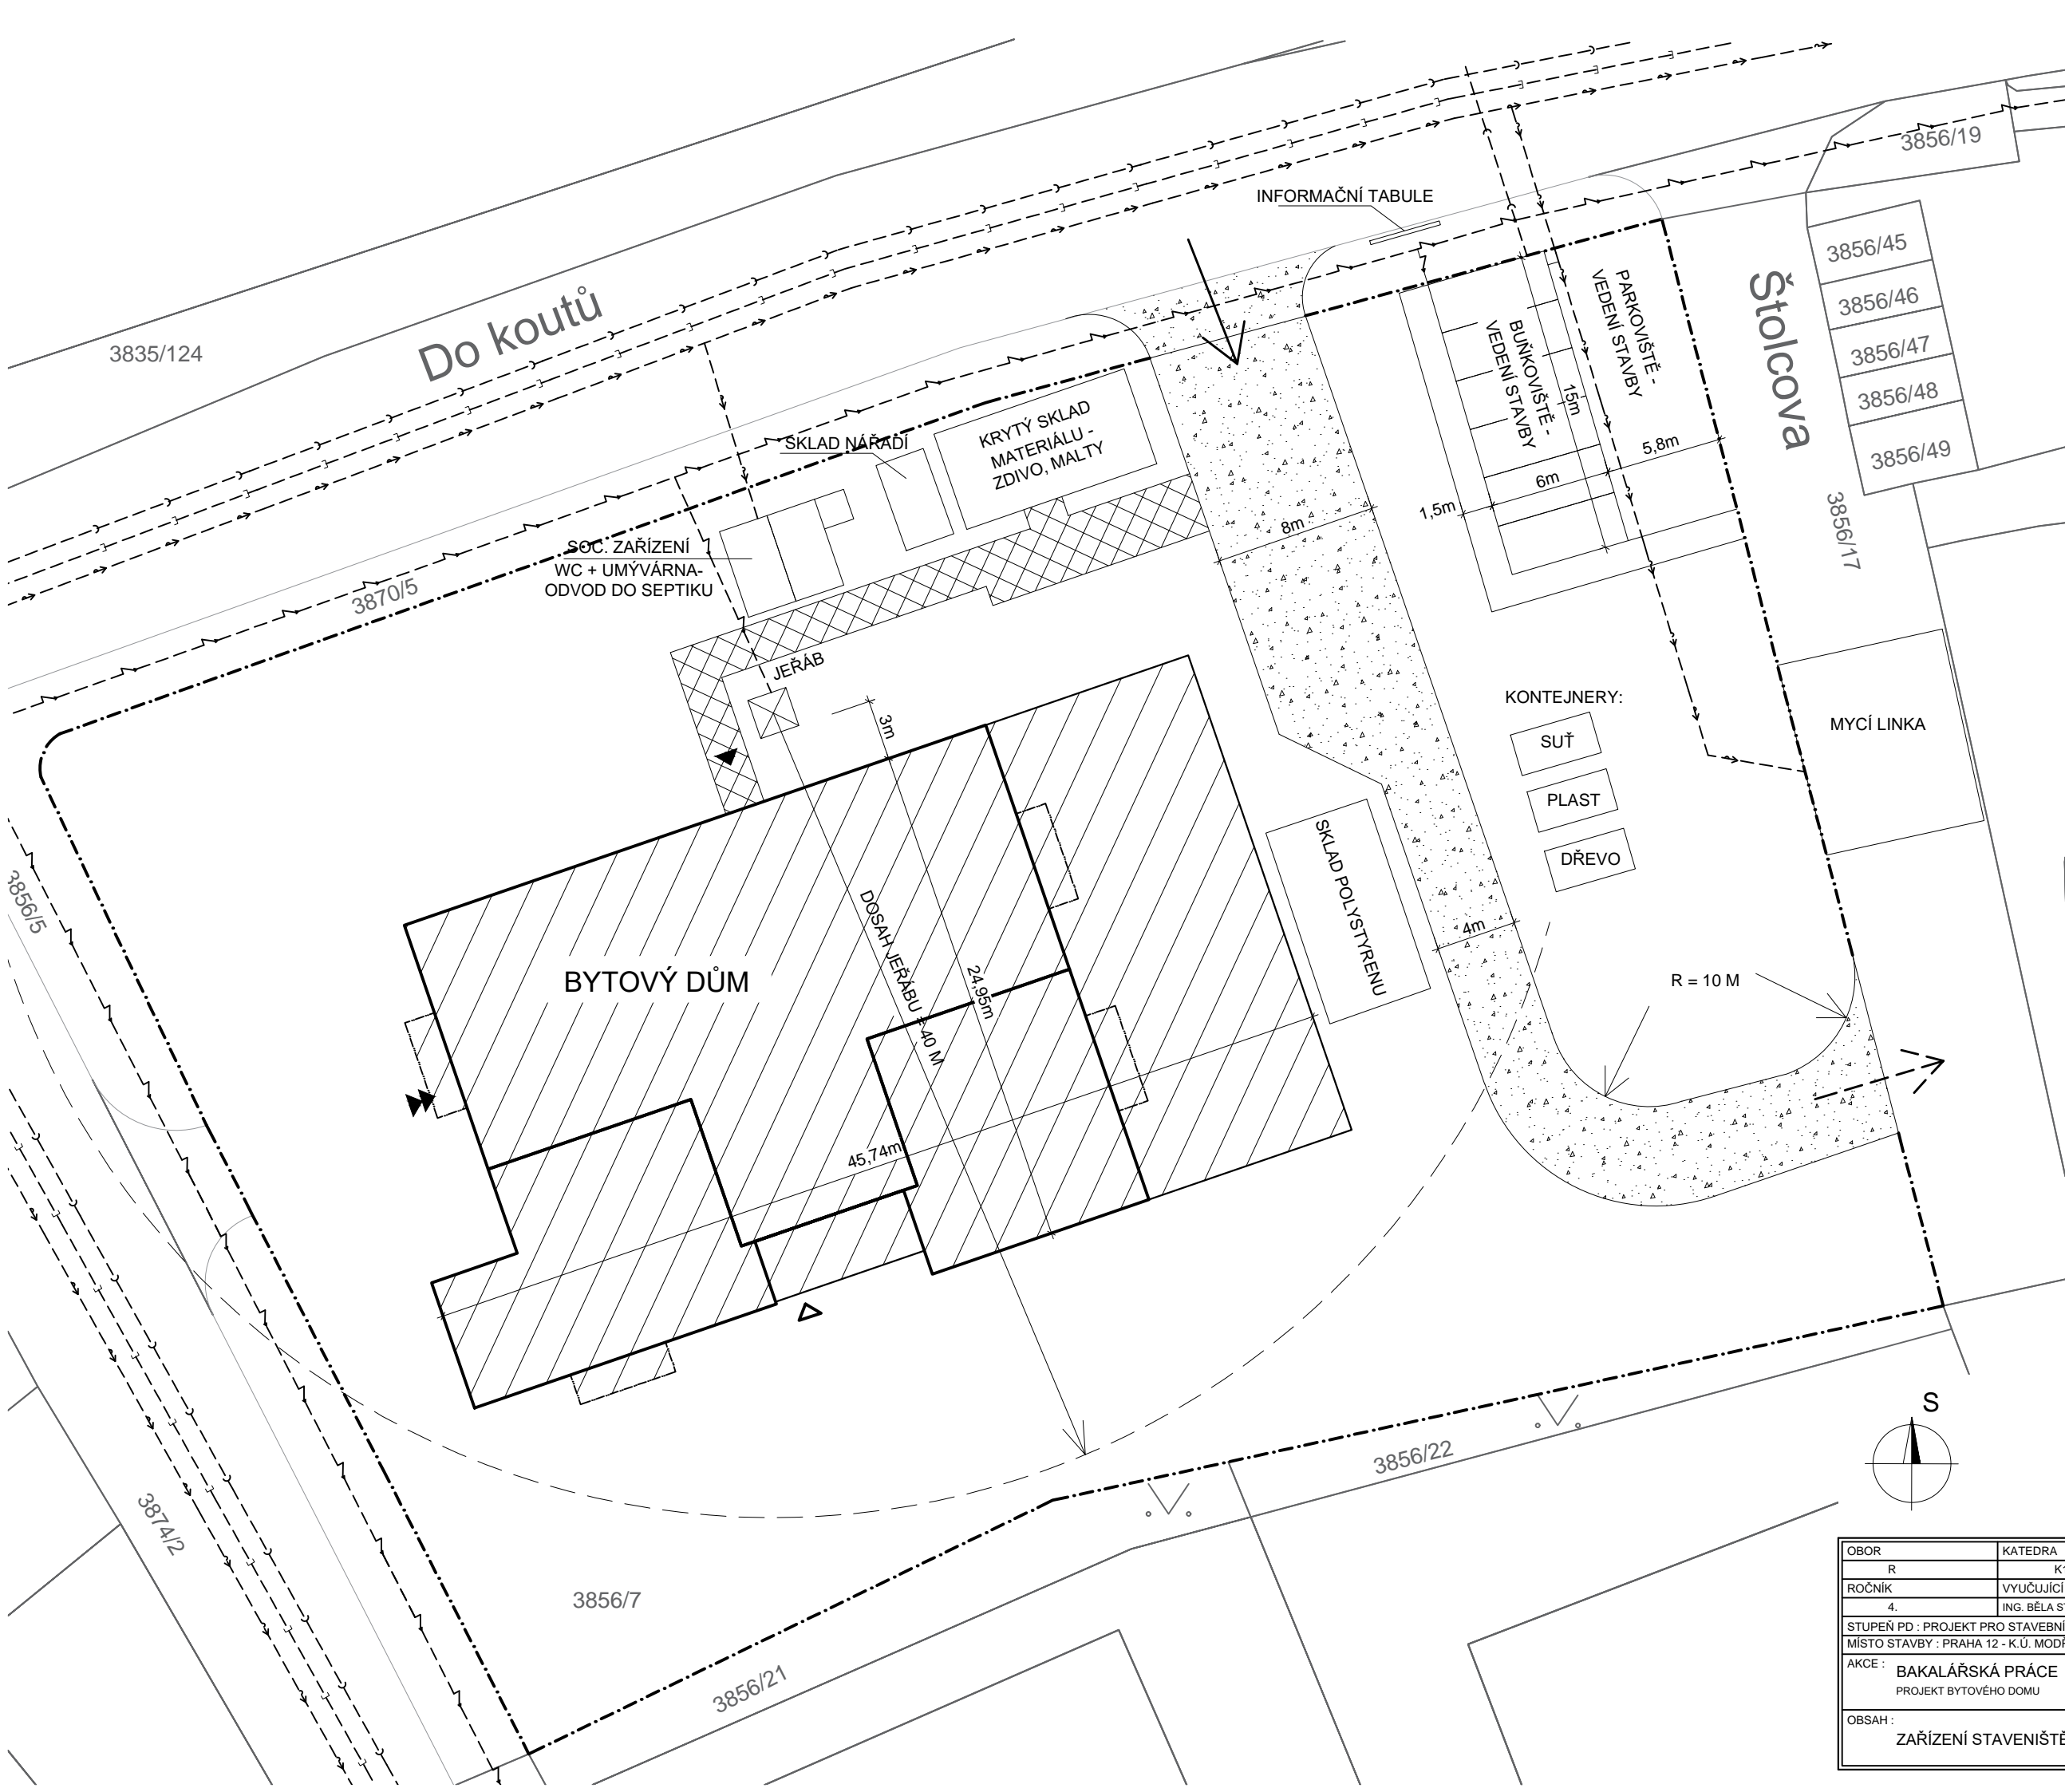 3835/124
Do koutů
3870/5
3856/5
3874/2
3856/7
3856/21
3856/22
3856/17
3856/19
3856/45
3856/46
3856/47
3856/48
3856/49
Štolcova
INFORMAČNÍ TABULE
SKLAD NÁŘADÍ
KRYTÝ SKLAD
MATERIÁLU -
ZDIVO, MALTY
SOC. ZAŘÍZENÍ
WC + UMÝVÁRNA-
ODVOD DO SEPTIKU
JEŘÁB
3m
BUŇKOVIŠTĚ -
VEDENÍ STAVBY
PARKOVIŠTĚ -
VEDENÍ STAVBY
15m
5,8m
6m
1,5m
8m
KONTEJNERY:
SUŤ
PLAST
DŘEVO
MYCÍ LINKA
SKLAD POLYSTYRENU
4m
R = 10 M
BYTOVÝ DŮM
DOSAH JEŘÁBU = 40 M
24,95m
45,74m
S
OBOR
KATEDRA
R
ROČNÍK
VYUČUJÍCÍ
4.
ING. BĚLA
STUPEŇ PD : PROJEKT PRO STAVEBNÍ
MÍSTO STAVBY : PRAHA 12 - K.Ú.
AKCE :
BAKALÁŘSKÁ PRÁCE
PROJEKT BYTOVÉHO DOMU
OBSAH :
ZAŘÍZENÍ STAVENIŠTĚ